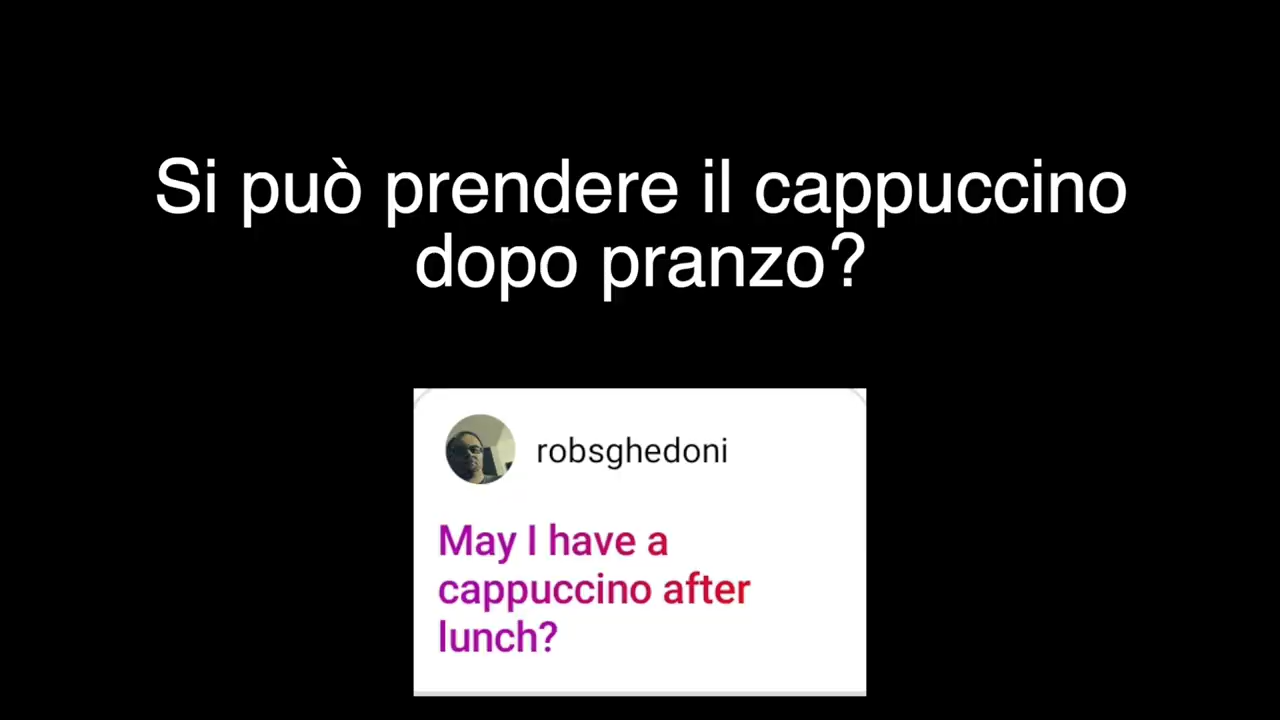 Si può prendere il cappuccino
dopo pranzo?
robsghedoni
May I have a
cappuccino after
lunch?